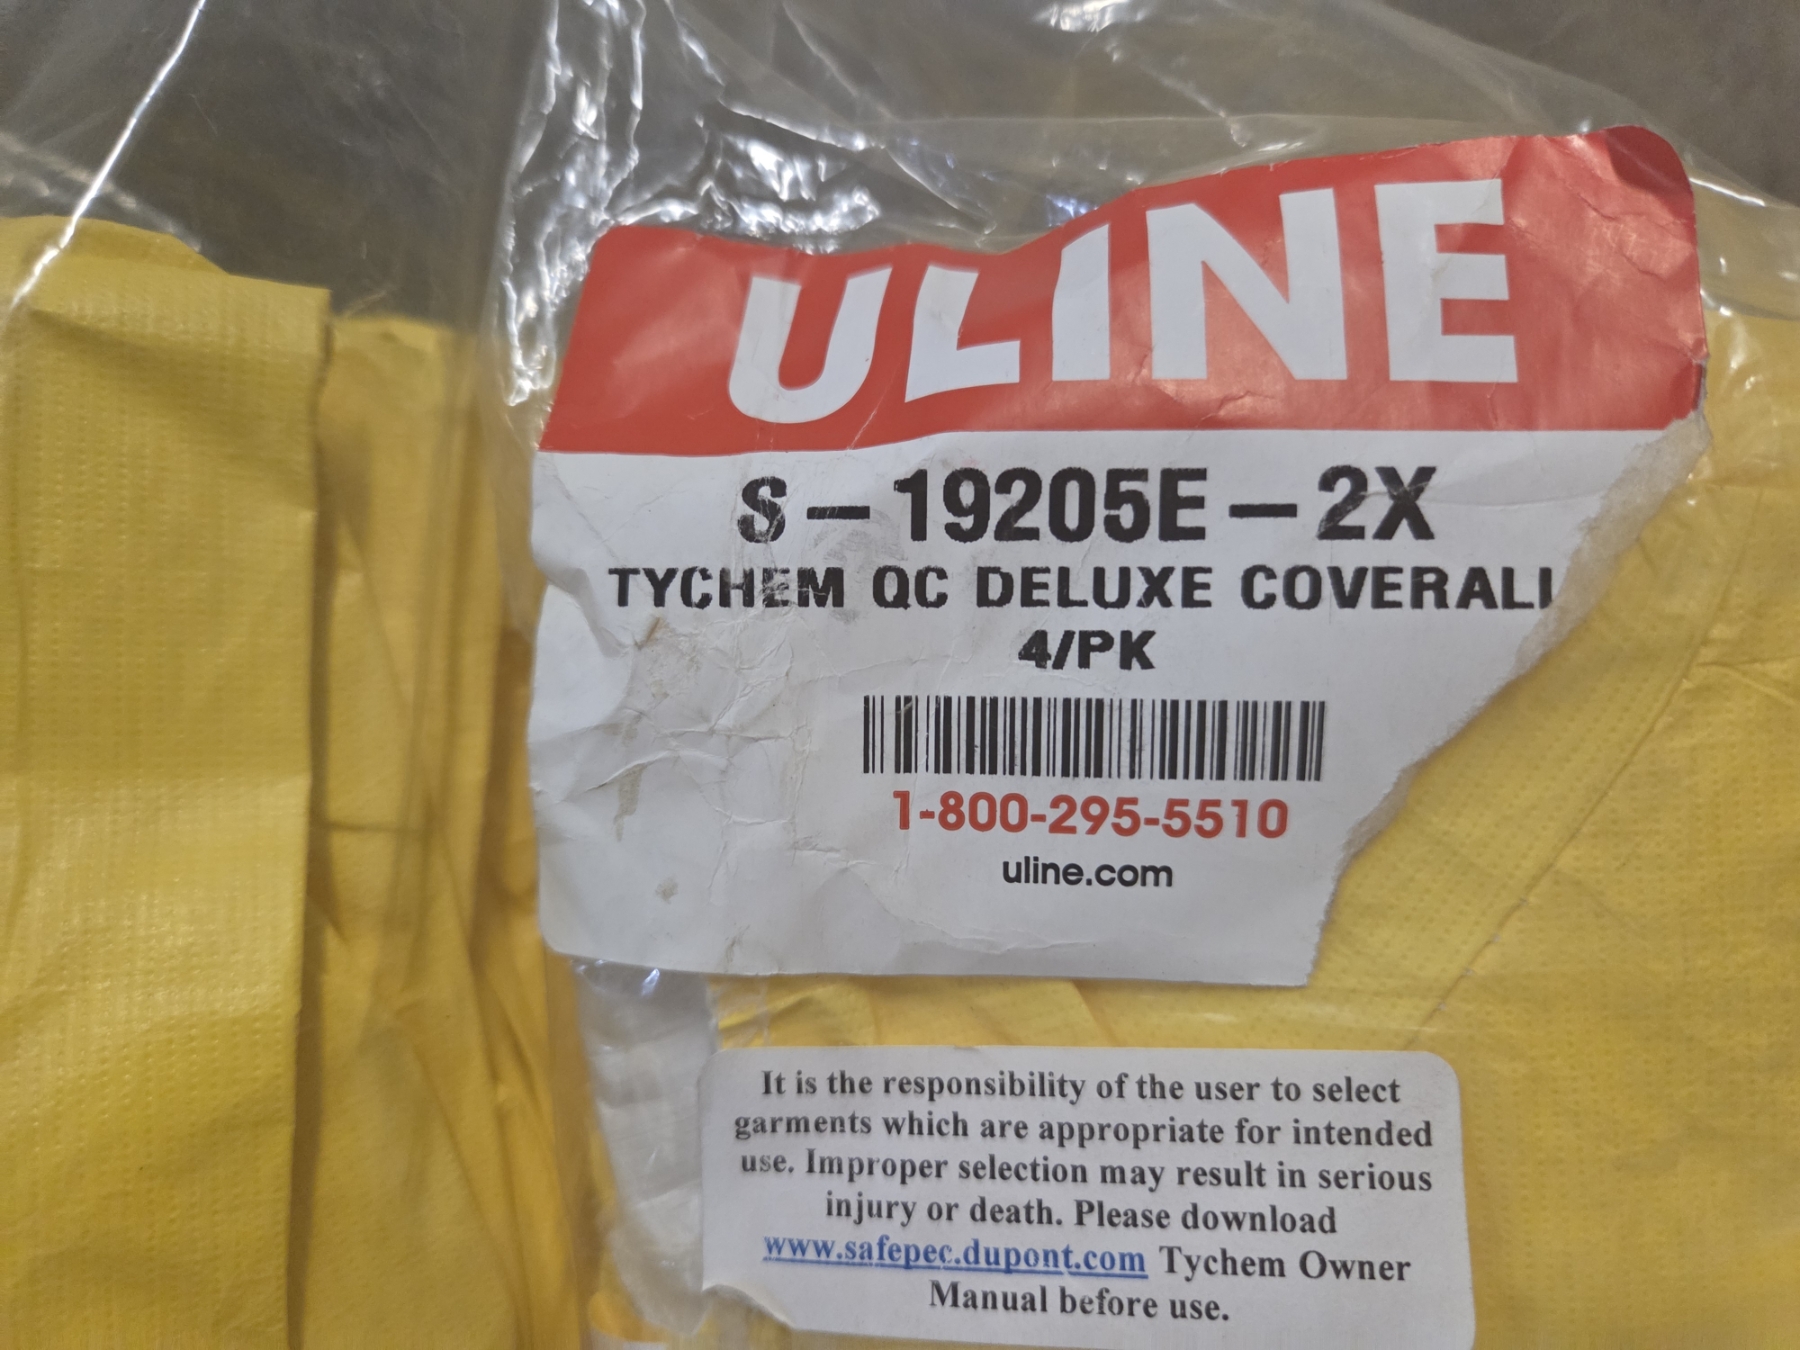 ULINE
S-19205E-2X
TYCHEM QC DELUXE COVERALL
4/PK
1-800-295-5510
uline.com
It is the responsibility of the user to select
garments which are appropriate for intended
use. Improper selection may result in serious
injury or death. Please download
www.safepec.dupont.com Tychem Owner
Manual before use.